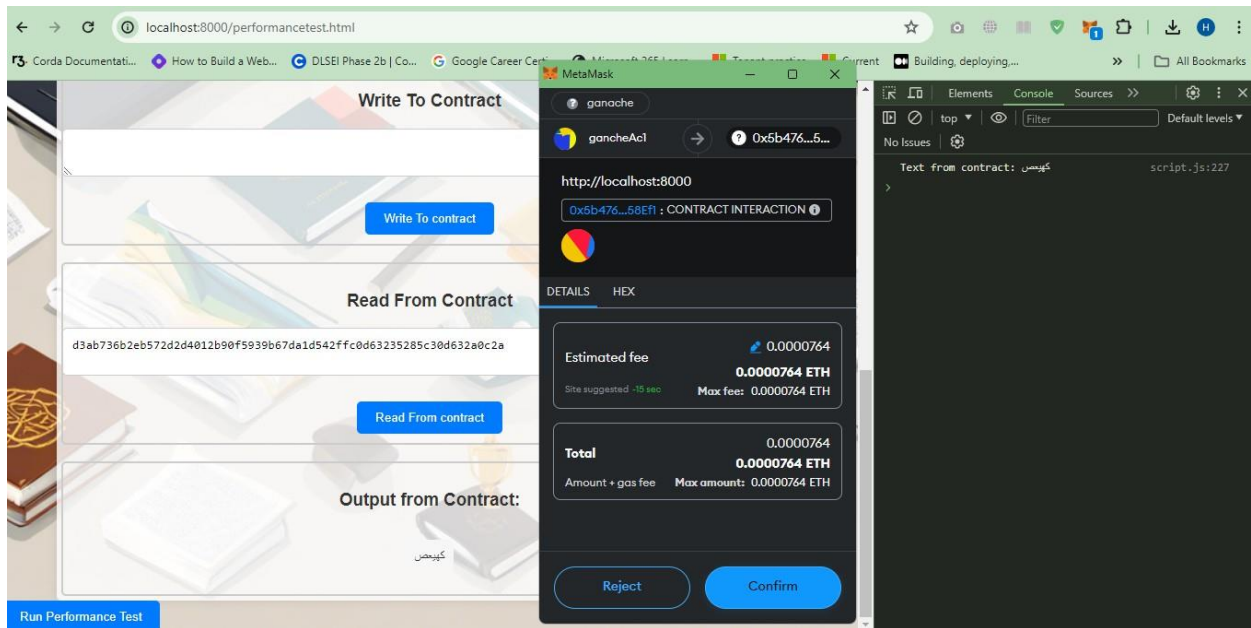 localhost:8000/performancetest.html
Corda Documentati...
How to Build a Web...
DLSEI Phase 2b | Co...
Google Career Certi
Building, deploying,...
All Bookmarks
Write To Contract
Write To contract
Read From Contract
d3ab736b2eb572d2d4012b90f5939b67da1d542ffc0d63235285c30d632a0c2a
Read From contract
Output from Contract:
كهيعص
Run Performance Test
MetaMask
ganache
gancheAc1
0x5b476...5...
http://localhost:8000
0x5b476...58Ef1 : CONTRACT INTERACTION
DETAILS HEX
Estimated fee
0.0000764
0.0000764 ETH
Site suggested ~15 sec
Max fee: 0.0000764 ETH
Total
0.0000764
0.0000764 ETH
Amount + gas fee
Max amount: 0.0000764 ETH
Reject
Confirm
Elements Console Sources
top
Filter
Default levels
No Issues
Text from contract: كهيعص
script.js:227